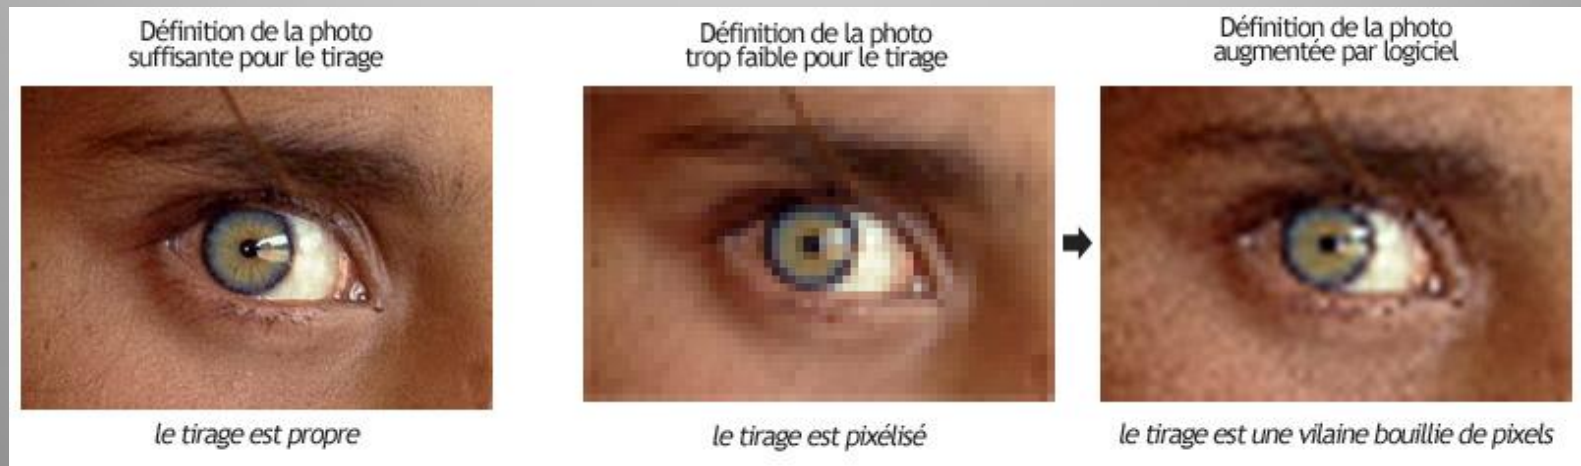 Définition de la photo
suffisante pour le tirage
le tirage est propre
Définition de la photo
trop faible pour le tirage
le tirage est pixélisé
Définition de la photo
augmentée par logiciel
le tirage est une vilaine bouillie de pixels